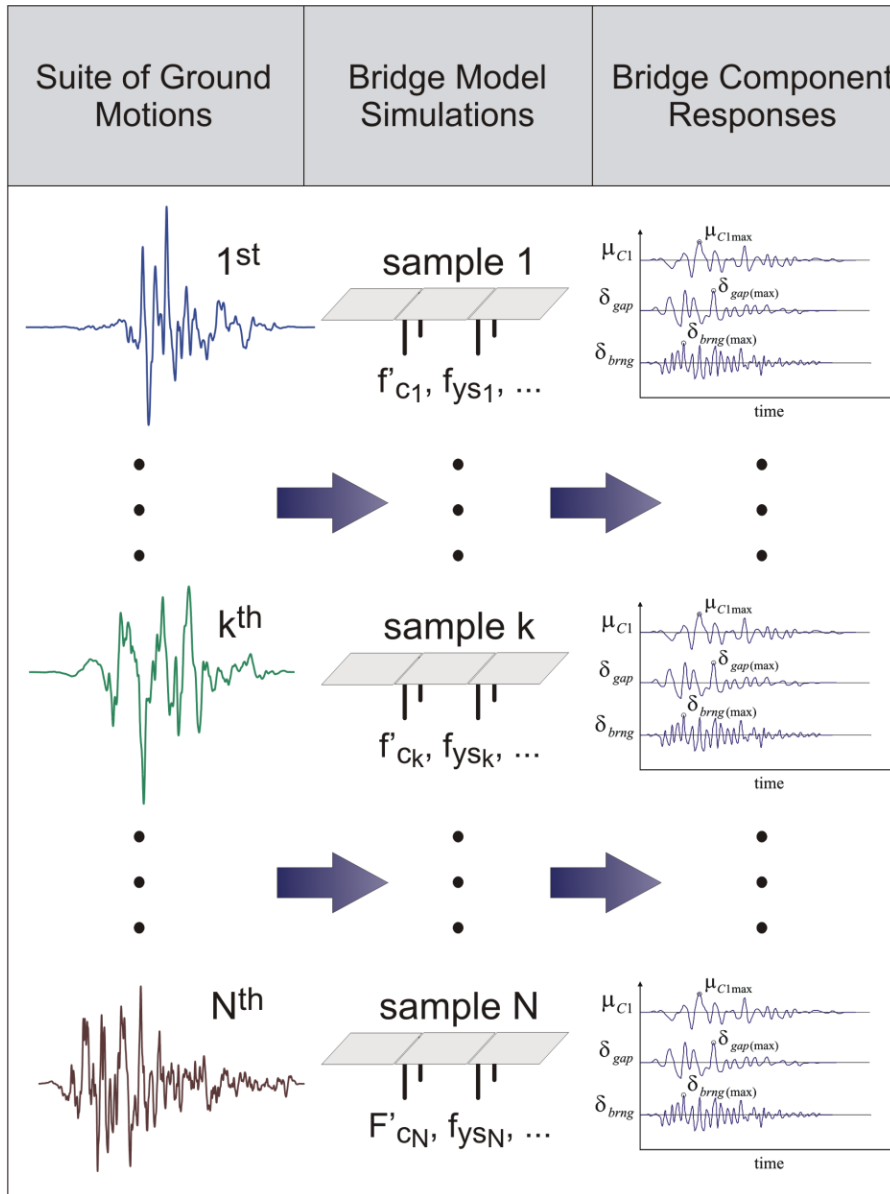 Suite of Ground
Motions
Bridge Model
Simulations
Bridge Component
Responses
1st
sample 1
f'c1, fys1, ...
μC1
μC1max
δgap
δgap(max)
δbrng
δbrng(max)
time
kth
sample k
f'ck, fysk, ...
μC1
μC1max
δgap
δgap(max)
δbrng
δbrng(max)
time
Nth
sample N
F'cN, fysN, ...
μC1
μC1max
δgap
δgap(max)
δbrng
δbrng(max)
time